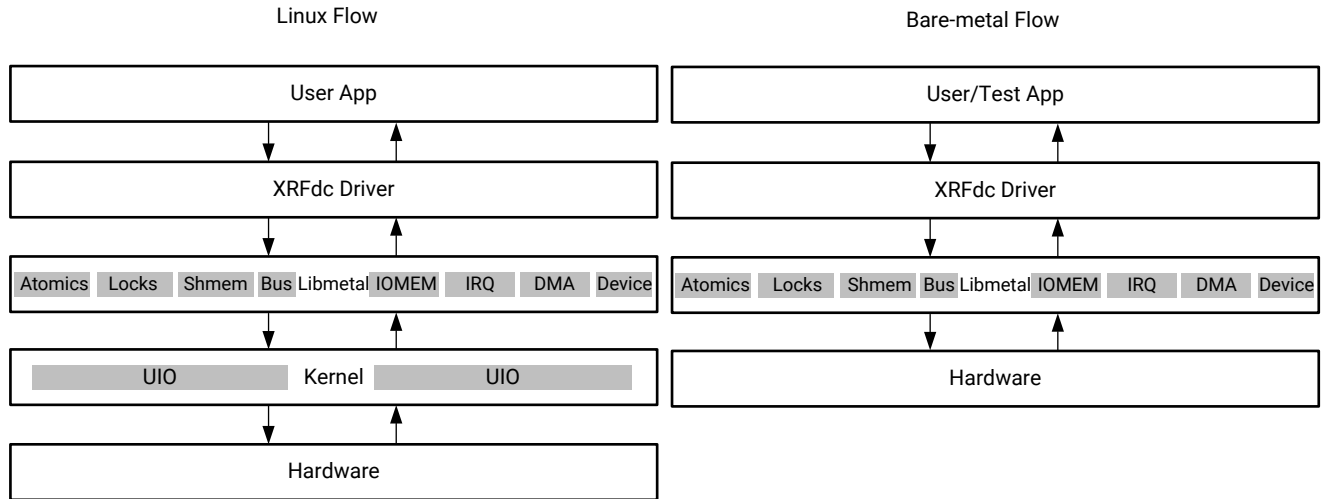 Linux Flow
User App
XRFdc Driver
Atomics Locks Shmem Bus Libmetal IOMEM IRQ DMA Device
UIO Kernel UIO
Hardware
Bare-metal Flow
User/Test App
XRFdc Driver
Atomics Locks Shmem Bus Libmetal IOMEM IRQ DMA Device
Hardware